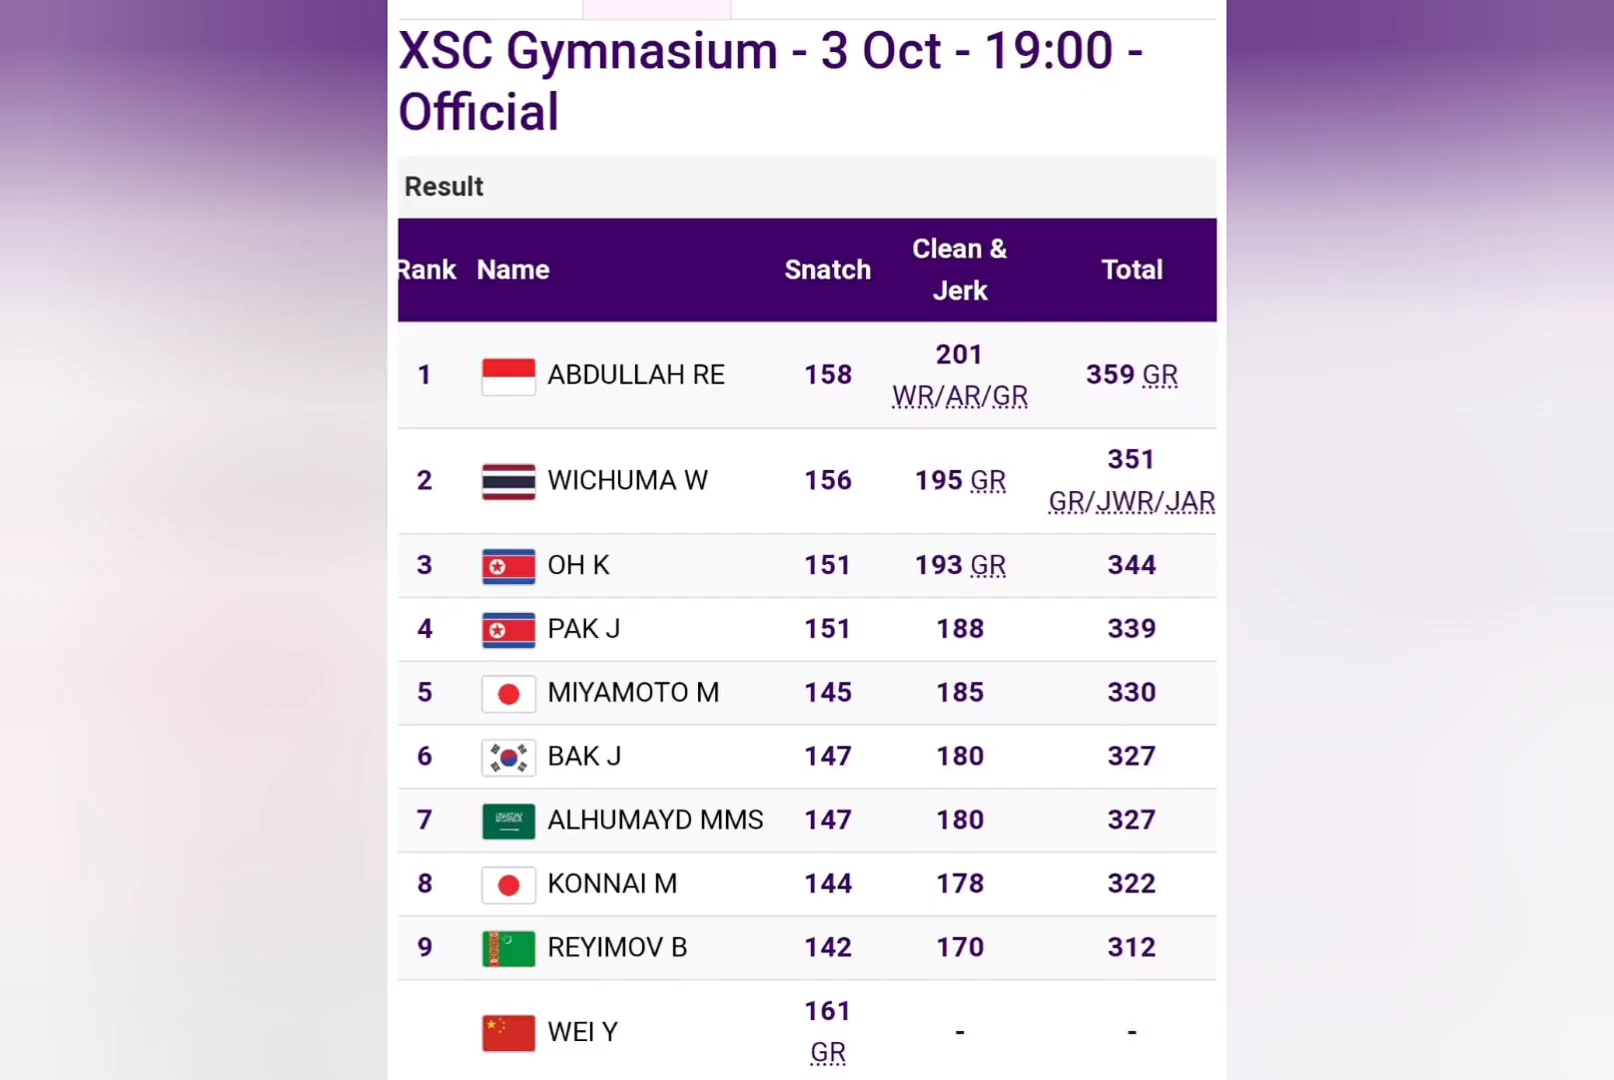 XSC Gymnasium - 3 Oct - 19:00 -
Official
Result
Rank Name Snatch Clean & Jerk Total
1 ABDULLAH RE 158 201 WR/AR/GR 359 GR
2 WICHUMA W 156 195 GR 351 GR/JWR/JAR
3 OH K 151 193 GR 344
4 PAK J 151 188 339
5 MIYAMOTO M 145 185 330
6 BAK J 147 180 327
7 ALHUMAYD MMS 147 180 327
8 KONNAI M 144 178 322
9 REYIMOV B 142 170 312
WEI Y 161 GR - -